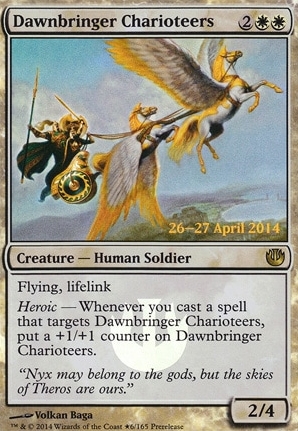 Dawnbringer Charioteers 2
26–27 April 2014
Creature — Human Soldier
Flying, lifelink
Heroic — Whenever you cast a spell
that targets Dawnbringer Charioteers,
put a +1/+1 counter on Dawnbringer
Charioteers.
"Nyx may belong to the gods, but the skies
of Theros are ours."
2/4
Volkan Baga
™ & © 2014 Wizards of the Coast ★6/165 Prerelease